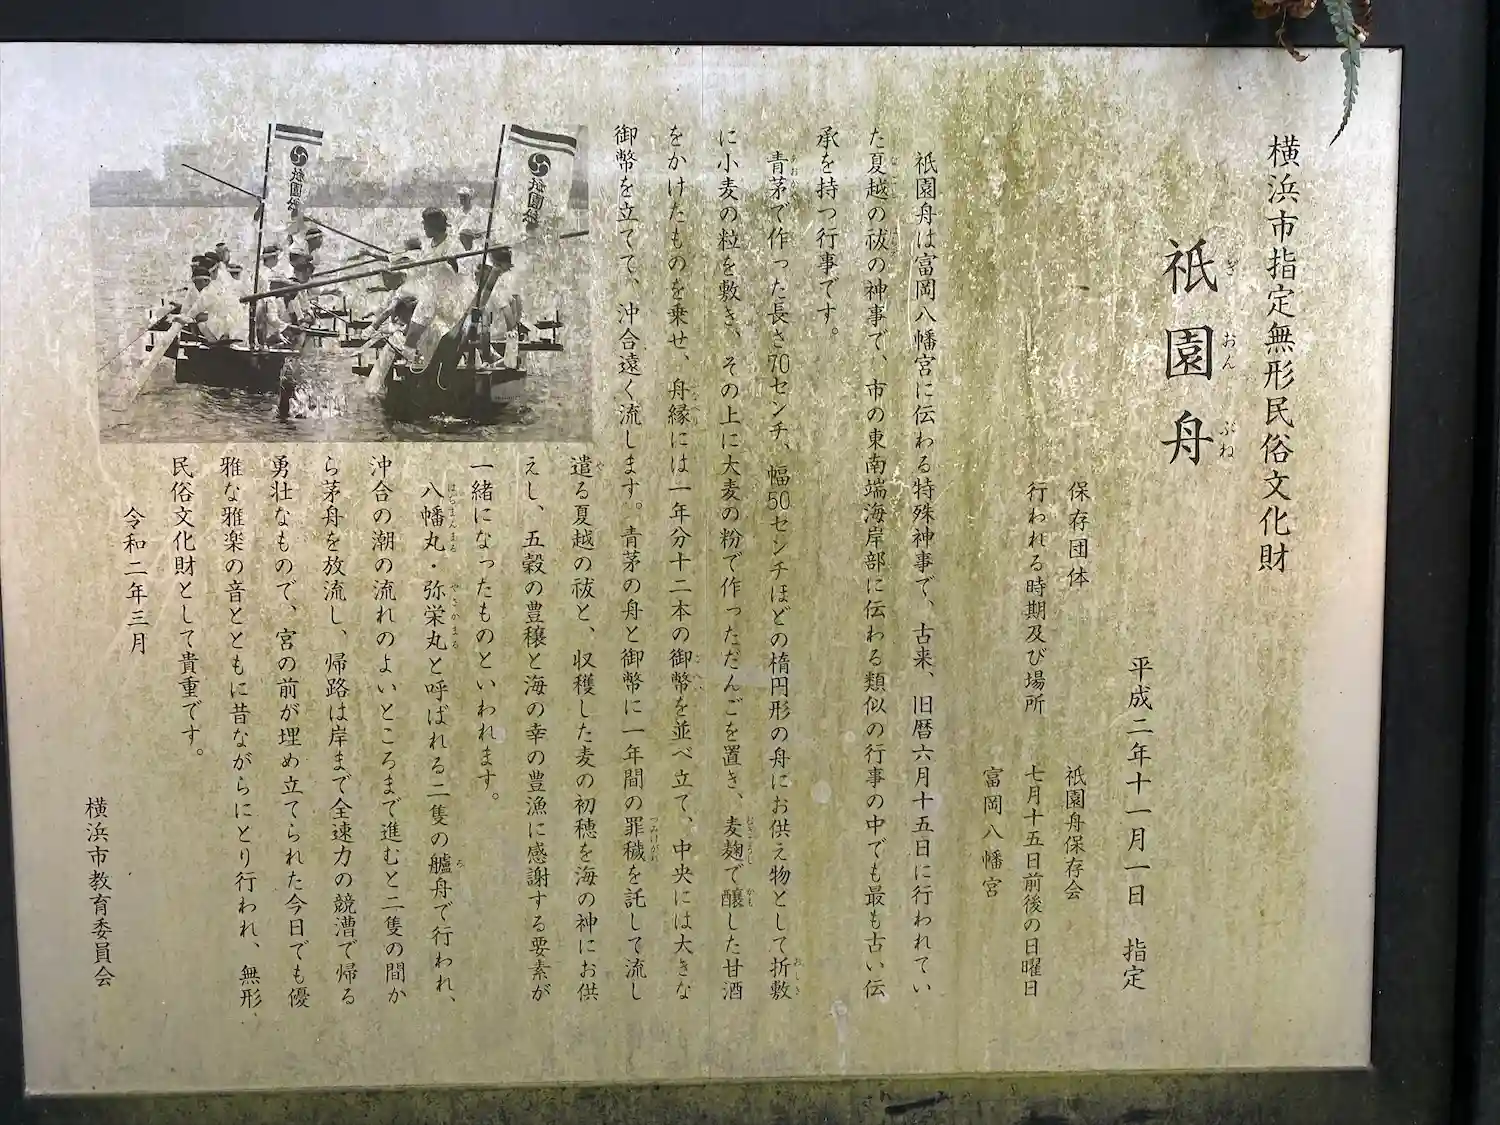 横浜市指定無形民俗文化財
祇園舟
ぎおんぶね
平成二年十一月一日 指定
保存団体 祇園舟保存会
行われる時期及び場所 七月十五日前後の日曜日
富岡八幡宮
祇園舟は富岡八幡宮に伝わる特殊神事で、古来、旧暦六月十五日に行われてい
た夏越の祓の神事で、市の東南端海岸部に伝わる類似の行事の中でも最も古い伝
承を持つ行事です。
青茅で作った長さ70センチ、幅50センチほどの楕円形の舟にお供え物として折敷
に小麦の粒を敷き、その上に大麦の粉で作っただんごを置き、麦麹で醸した甘酒
をかけたものを乗せ、舟縁には一年分十二本の御幣を並べ立て、中央には大きな
御幣を立てて、沖合遠く流します。青茅の舟と御幣に一年間の罪穢を託して流し
遣る夏越の祓と、収穫した麦の初穂を海の神にお供
えし、五穀の豊穣と海の幸の豊漁に感謝する要素が
一緒になったものといわれます。
八幡丸・弥栄丸と呼ばれる二隻の艫舟で行われ、
沖合の潮の流れのよいところまで進むと二隻の間か
ら茅舟を放流し、帰路は岸まで全速力の競漕で帰る
勇壮なもので、宮の前が埋め立てられた今日でも優
雅な雅楽の音とともに昔ながらにとり行われ、無形
民俗文化財として貴重です。
令和二年三月
横浜市教育委員会